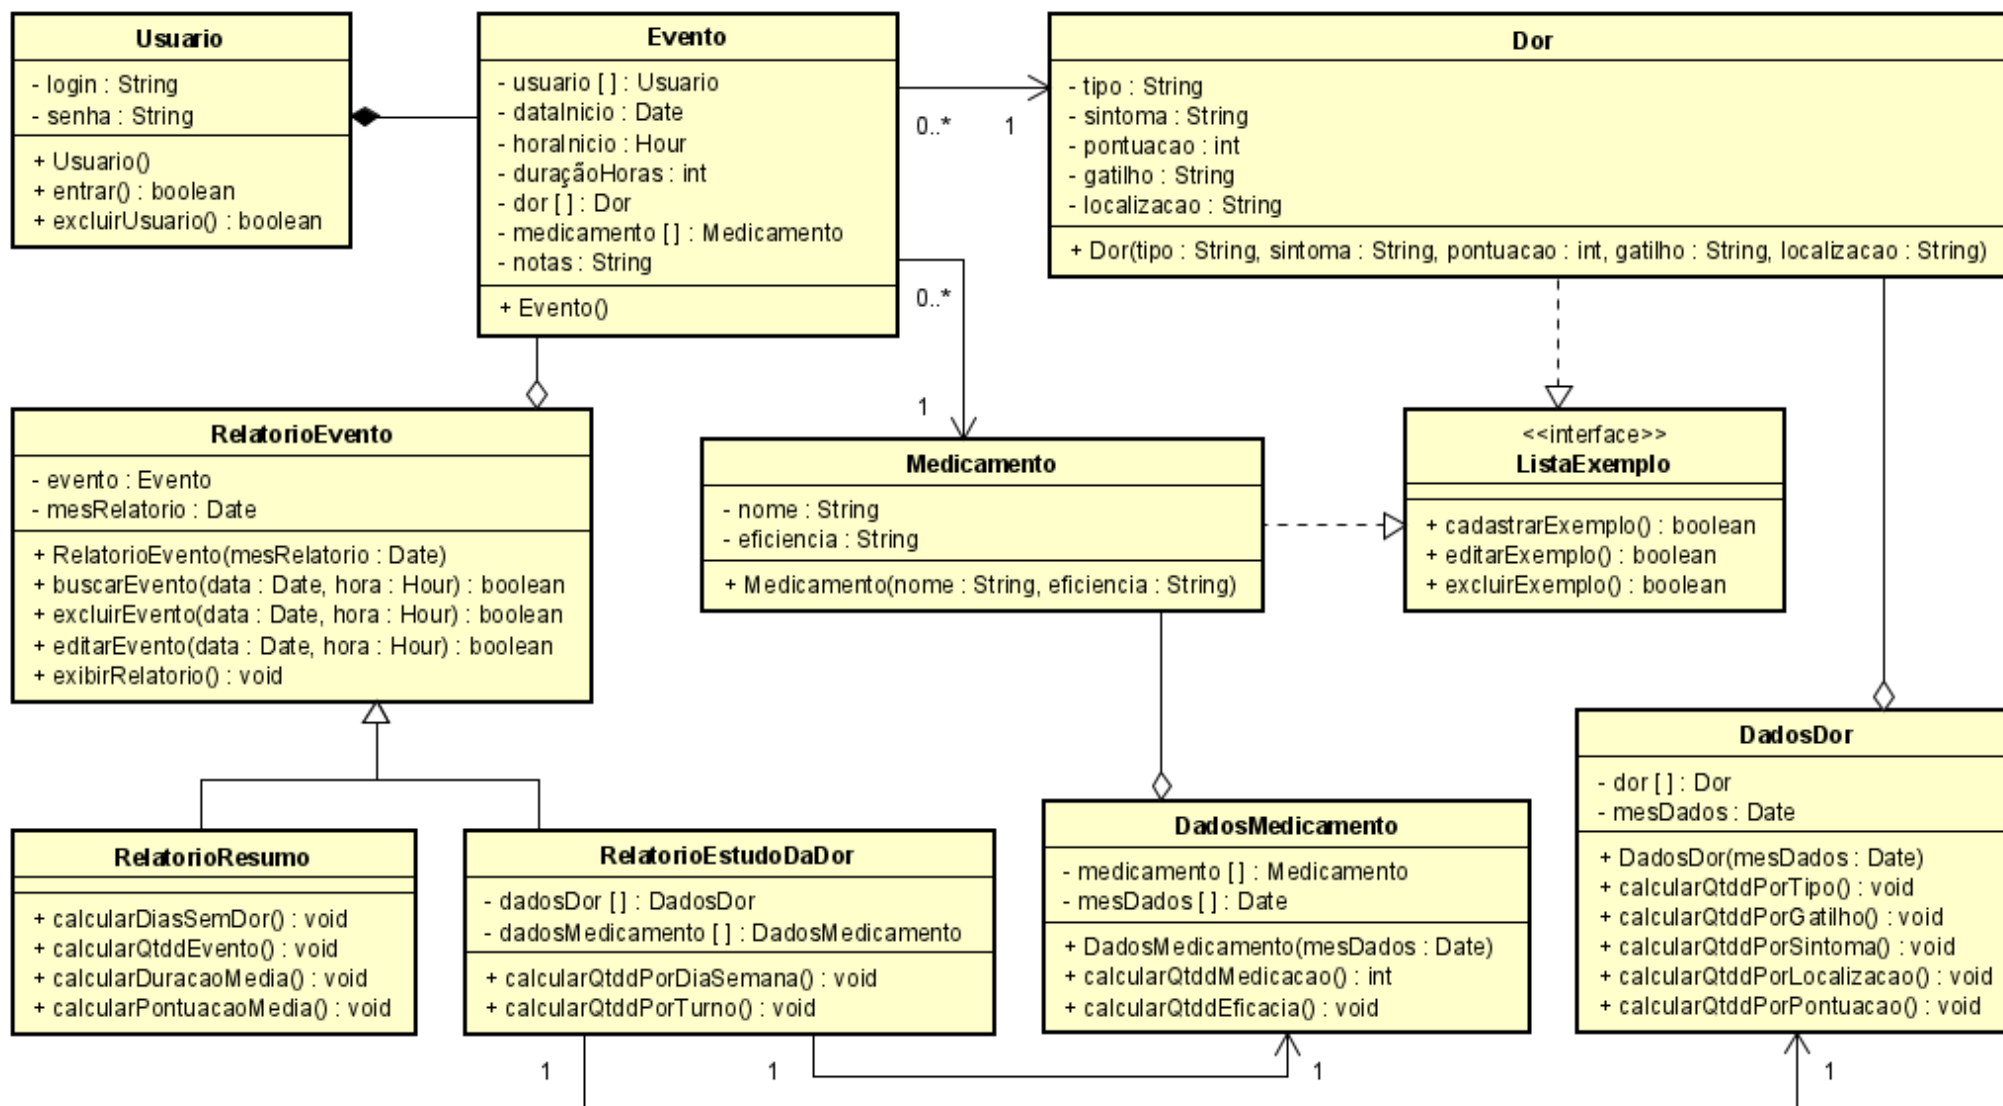 Usuario
- login : String
- senha : String
+ Usuario()
+ entrar() : boolean
+ excluirUsuario() : boolean
Evento
- usuario [ ] : Usuario
- dataInicio : Date
- horaInicio : Hour
- duraçãoHoras : int
- dor [ ] : Dor
- medicamento [ ] : Medicamento
- notas : String
+ Evento()
0..*
1
Dor
- tipo : String
- sintoma : String
- pontuacao : int
- gatilho : String
- localizacao : String
+ Dor(tipo : String, sintoma : String, pontuacao : int, gatilho : String, localizacao : String)
0..*
1
RelatorioEvento
- evento : Evento
- mesRelatorio : Date
+ RelatorioEvento(mesRelatorio : Date)
+ buscarEvento(data : Date, hora : Hour) : boolean
+ excluirEvento(data : Date, hora : Hour) : boolean
+ editarEvento(data : Date, hora : Hour) : boolean
+ exibirRelatorio() : void
Medicamento
- nome : String
- eficiencia : String
+ Medicamento(nome : String, eficiencia : String)
<<interface>>
ListaExemplo
+ cadastrarExemplo() : boolean
+ editarExemplo() : boolean
+ excluirExemplo() : boolean
RelatorioResumo
+ calcularDiasSemDor() : void
+ calcularQtddEvento() : void
+ calcularDuracaoMedia() : void
+ calcularPontuacaoMedia() : void
RelatorioEstudoDaDor
- dadosDor [ ] : DadosDor
- dadosMedicamento [ ] : DadosMedicamento
+ calcularQtddPorDiaSemana() : void
+ calcularQtddPorTurno() : void
DadosMedicamento
- medicamento [ ] : Medicamento
- mesDados [ ] : Date
+ DadosMedicamento(mesDados : Date)
+ calcularQtddMedicacao() : int
+ calcularQtddEficacia() : void
DadosDor
- dor [ ] : Dor
- mesDados : Date
+ DadosDor(mesDados : Date)
+ calcularQtddPorTipo() : void
+ calcularQtddPorGatilho() : void
+ calcularQtddPorSintoma() : void
+ calcularQtddPorLocalizacao() : void
+ calcularQtddPorPontuacao() : void
1
1
1
1